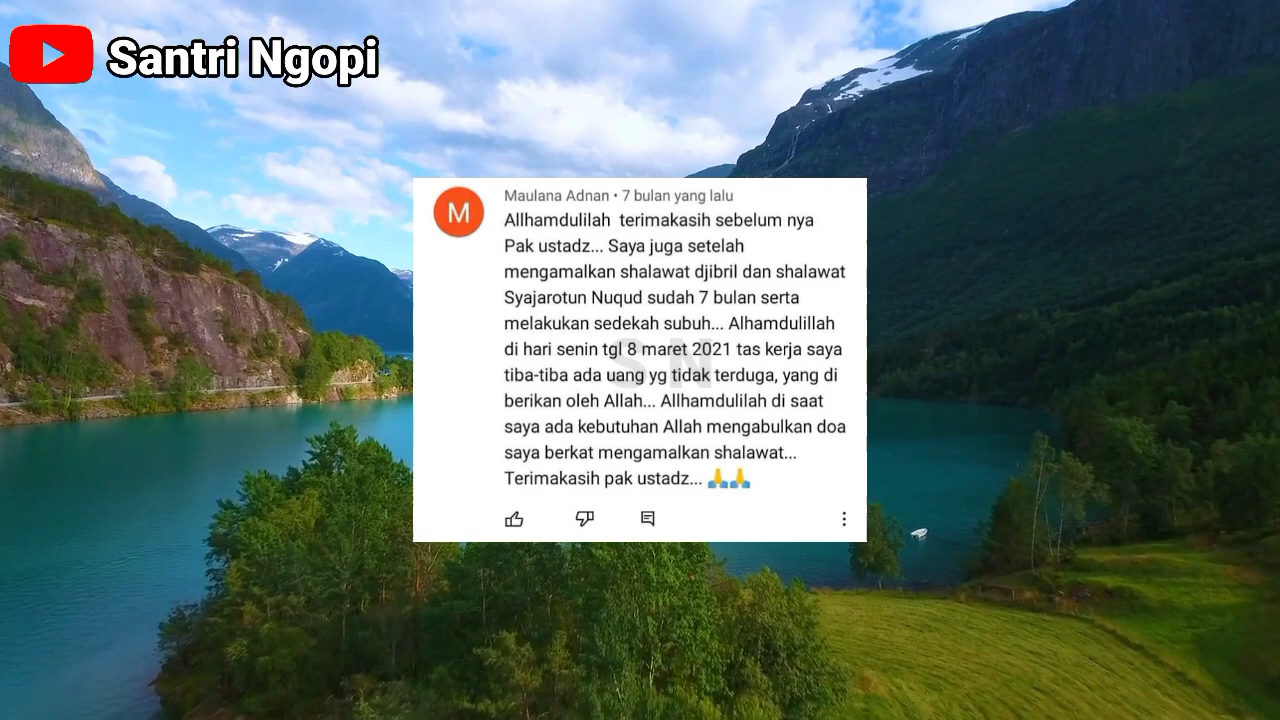 Santri Ngopi
M
Maulana Adnan • 7 bulan yang lalu
Allhamdulilah terimakasih sebelum nya
Pak ustadz... Saya juga setelah
mengamalkan shalawat djibril dan shalawat
Syajarotun Nuqud sudah 7 bulan serta
melakukan sedekah subuh... Alhamdulillah
di hari senin tgl 8 maret 2021 tas kerja saya
tiba-tiba ada uang yg tidak terduga, yang di
berikan oleh Allah... Allhamdulilah di saat
saya ada kebutuhan Allah mengabulkan doa
saya berkat mengamalkan shalawat...
Terimakasih pak ustadz... 🙏🙏
S N